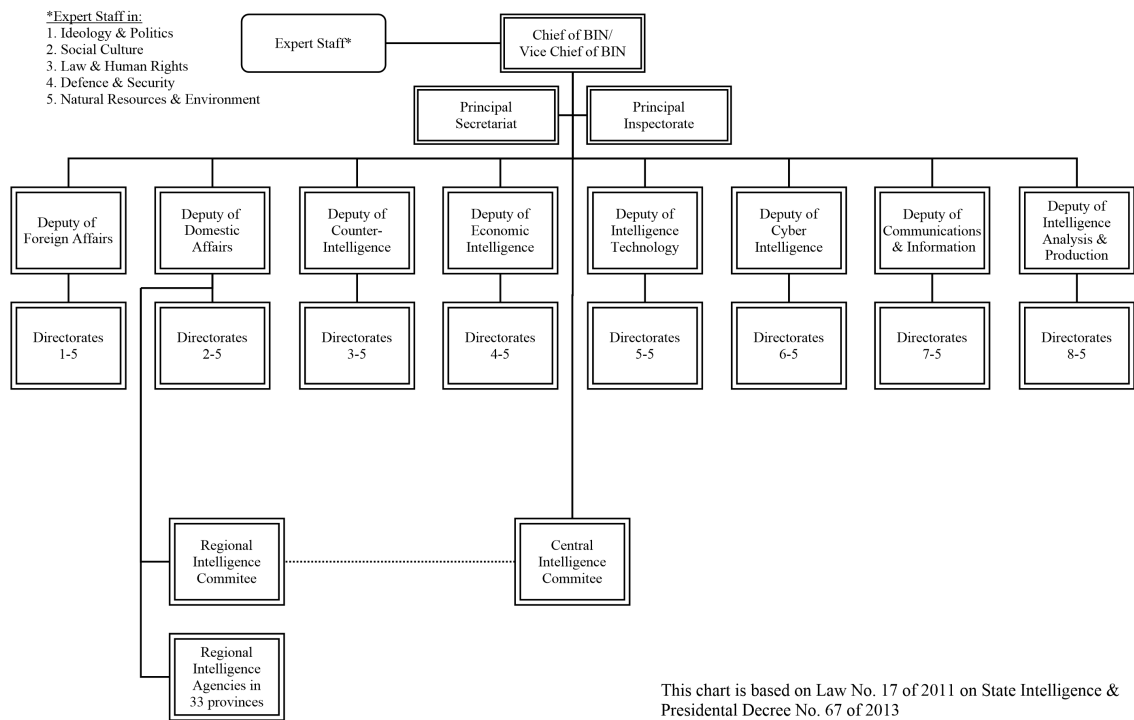 *Expert Staff in:
1. Ideology & Politics
2. Social Culture
3. Law & Human Rights
4. Defence & Security
5. Natural Resources & Environment
Expert Staff*
Chief of BIN/
Vice Chief of BIN
Principal
Secretariat
Principal
Inspectorate
Deputy of
Foreign Affairs
Deputy of
Domestic
Affairs
Deputy of
Counter-
Intelligence
Deputy of
Economic
Intelligence
Deputy of
Intelligence
Technology
Deputy of
Cyber
Intelligence
Deputy of
Communications
& Information
Deputy of
Intelligence
Analysis &
Production
Directorates
1-5
Directorates
2-5
Directorates
3-5
Directorates
4-5
Directorates
5-5
Directorates
6-5
Directorates
7-5
Directorates
8-5
Regional
Intelligence
Commitee
Central
Intelligence
Commitee
Regional
Intelligence
Agencies in
33 provinces
This chart is based on Law No. 17 of 2011 on State Intelligence &
Presidental Decree No. 67 of 2013